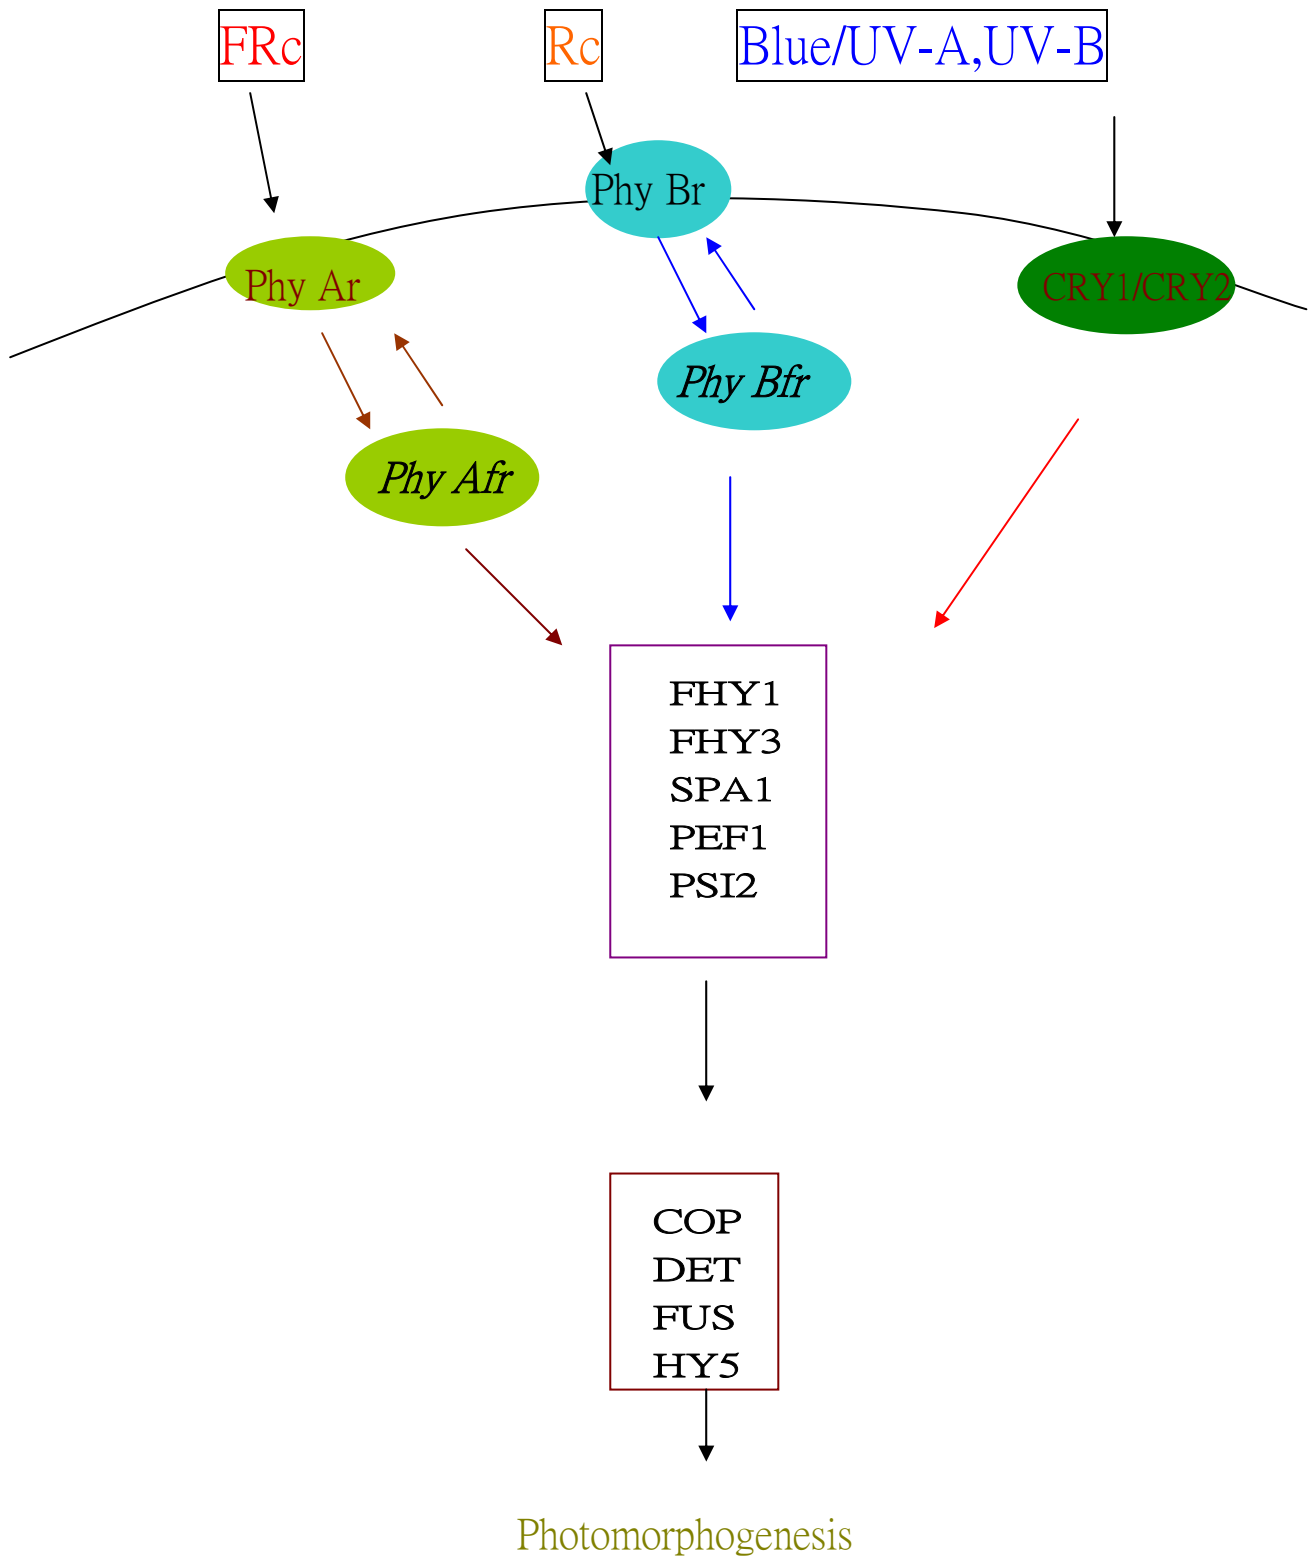 FRc
Rc
Blue/UV-A,UV-B
Phy Br
Phy Ar
CRY1/CRY2
Phy Bfr
Phy Afr
FHY1
FHY3
SPA1
PEF1
PSI2
COP
DET
FUS
HY5
Photomorphogenesis